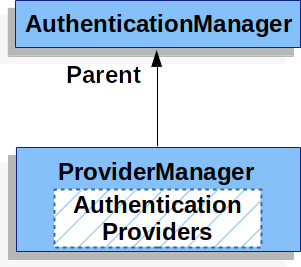 AuthenticationManager
Parent
ProviderManager
Authentication
Providers